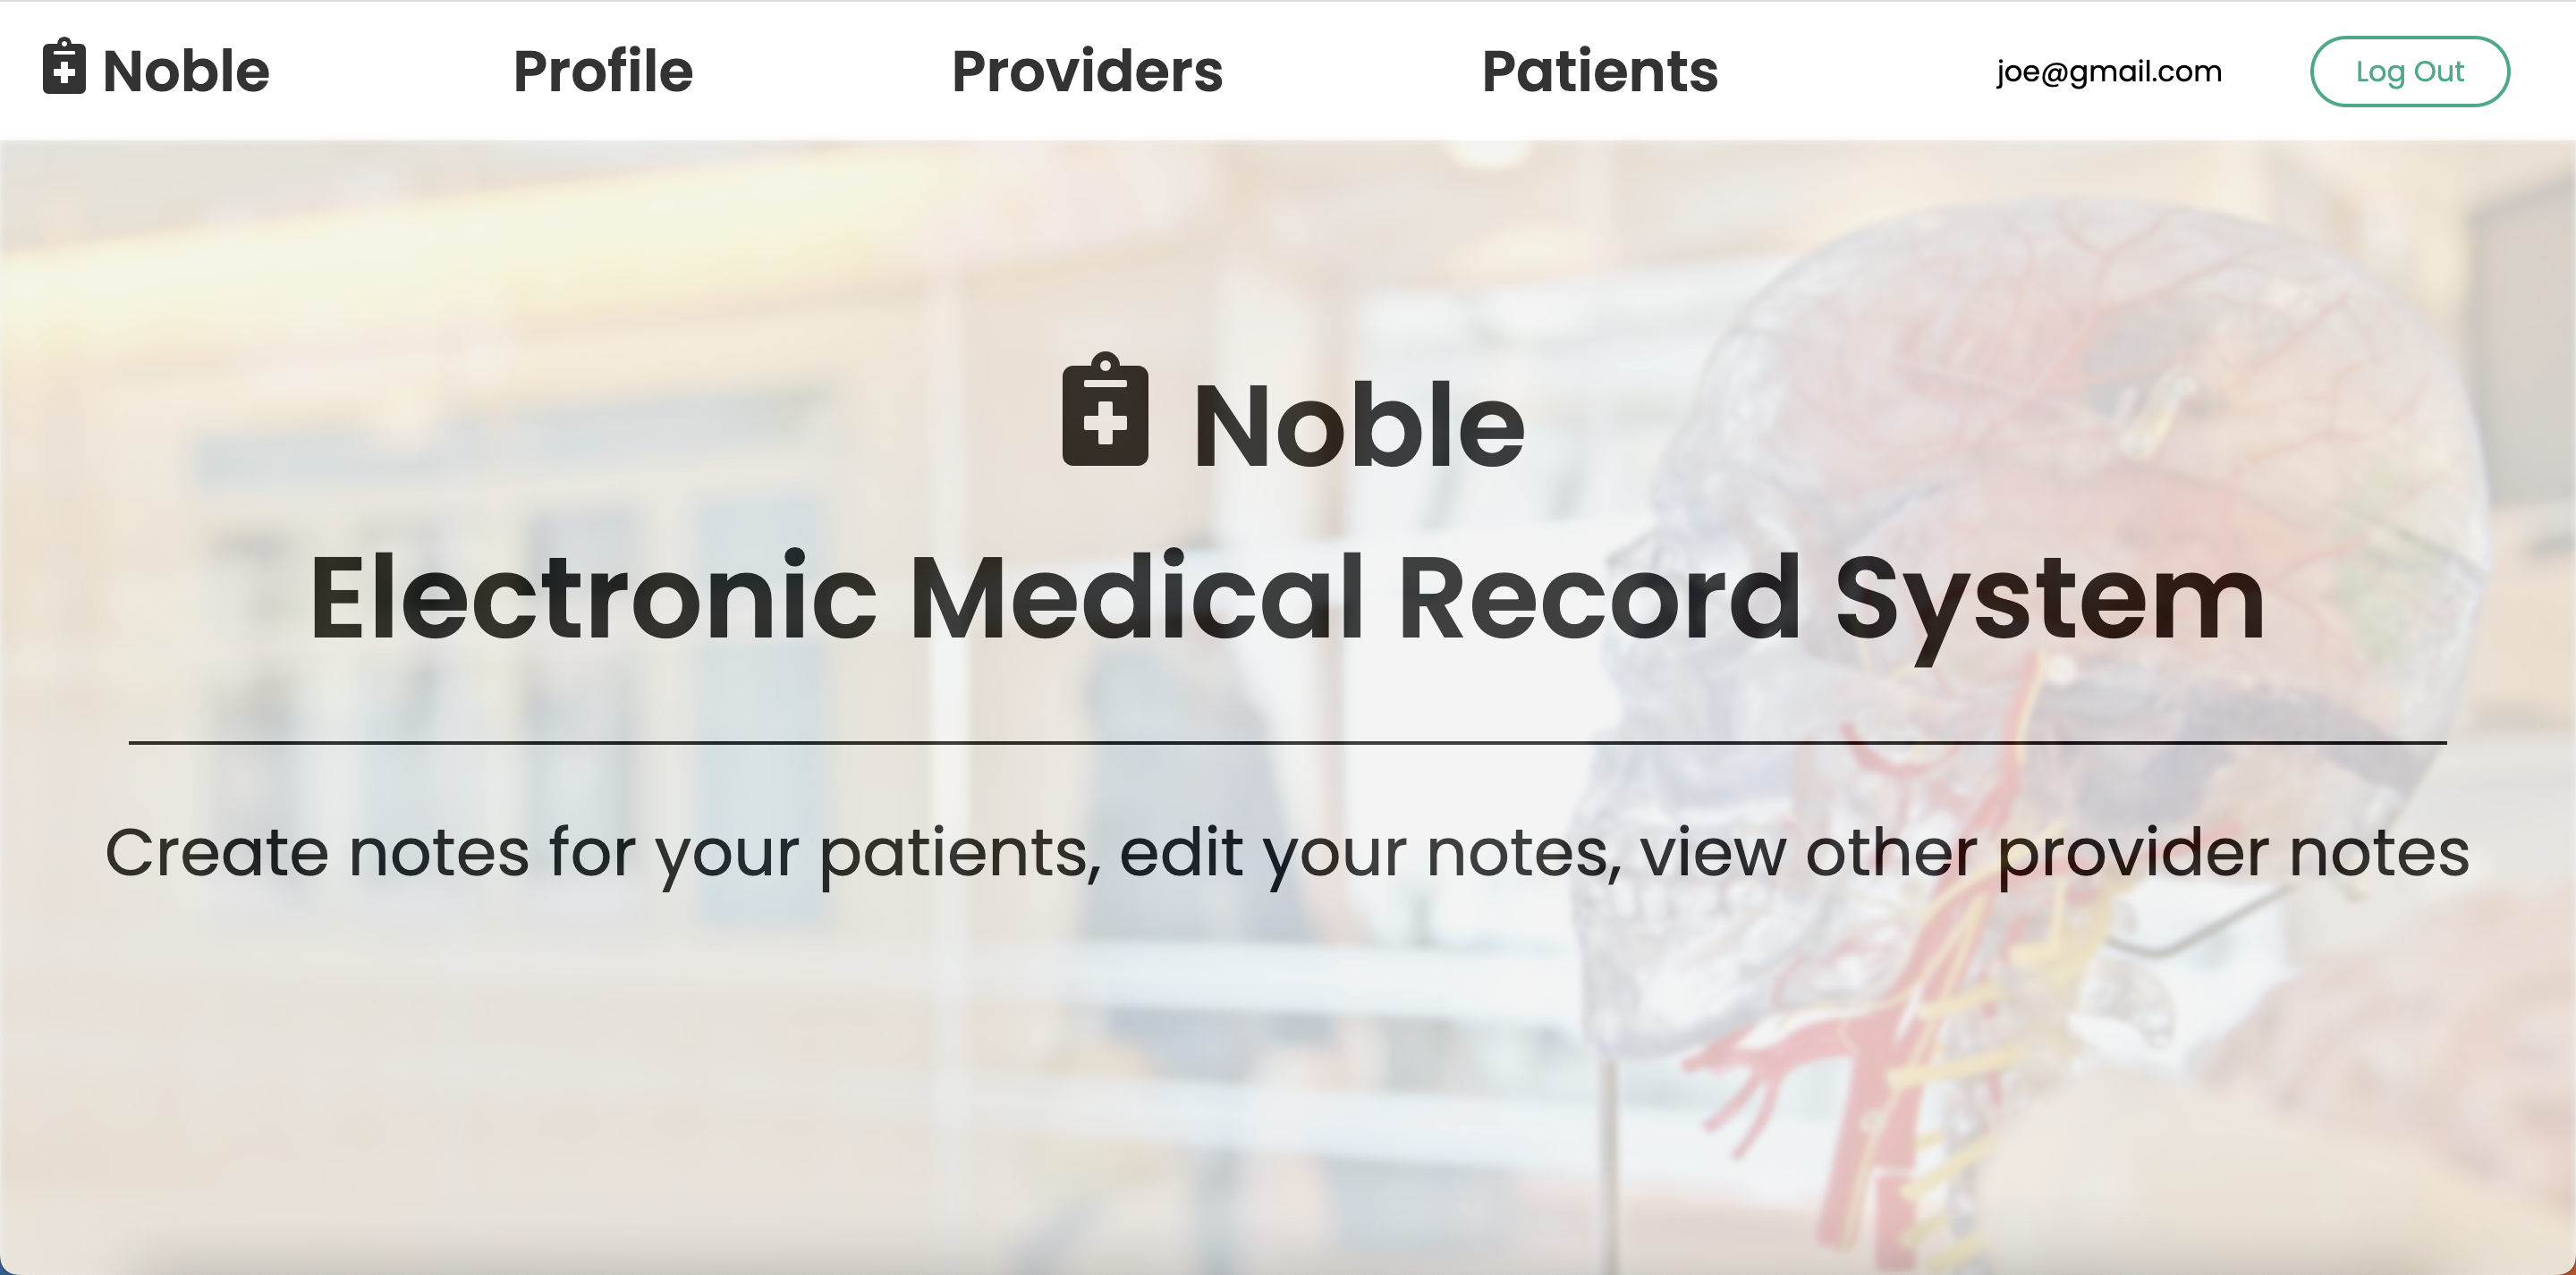 Noble Profile Providers Patients joe@gmail.com Log Out
Noble
Electronic Medical Record System
Create notes for your patients, edit your notes, view other provider notes